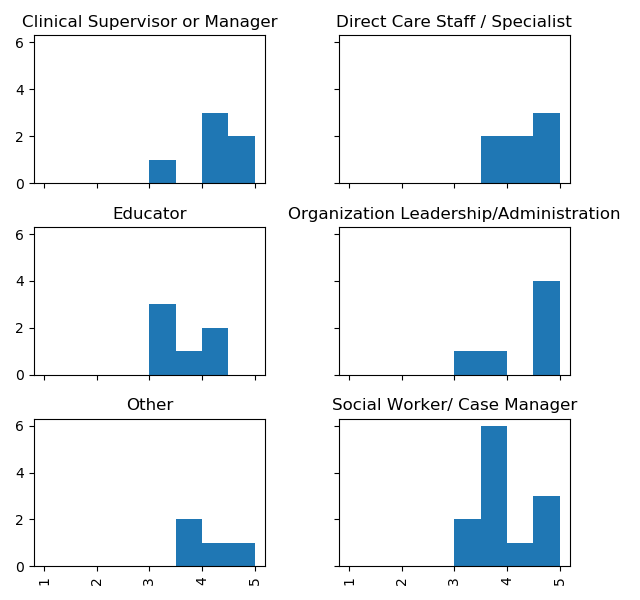 Clinical Supervisor or Manager
Direct Care Staff / Specialist
6
4
2
0
Educator
Organization Leadership/Administration
6
4
2
0
Other
Social Worker/ Case Manager
6
4
2
0
1 2 3 4 5
1 2 3 4 5